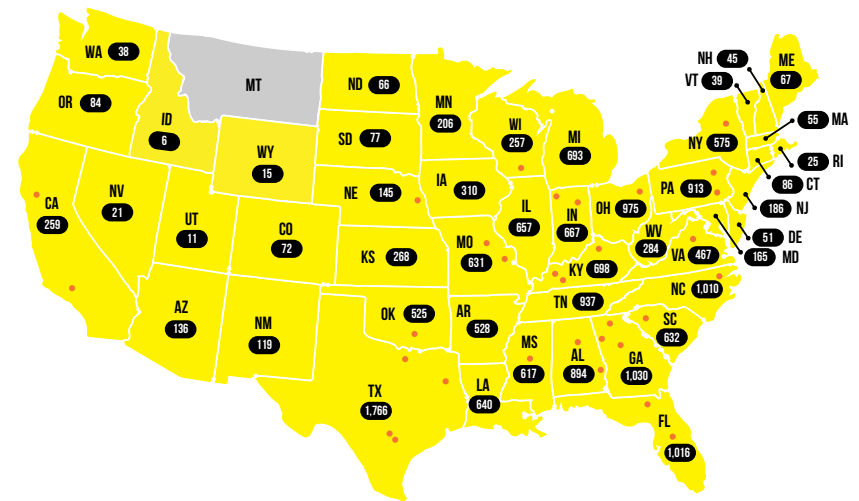 WA 38
MT
ND 66
MN
206
NH 45
VT 39
ME
67
OR 84
ID
6
SD 77
WI
257
MI
693
NY 575
55 MA
25 RI
WY
15
NE 145
IA 310
PA 913
86 CT
186 NJ
CA
259
NV
21
UT
11
CO
72
IL
657
IN
667
OH 975
WV
284
VA 467
51 DE
165 MD
KS 268
MO
631
KY 698
NC 1,010
AZ
136
NM
119
OK 525
AR
528
TN 937
SC
632
MS
617
AL
894
GA
1,030
TX
1,766
LA
640
FL
1,016